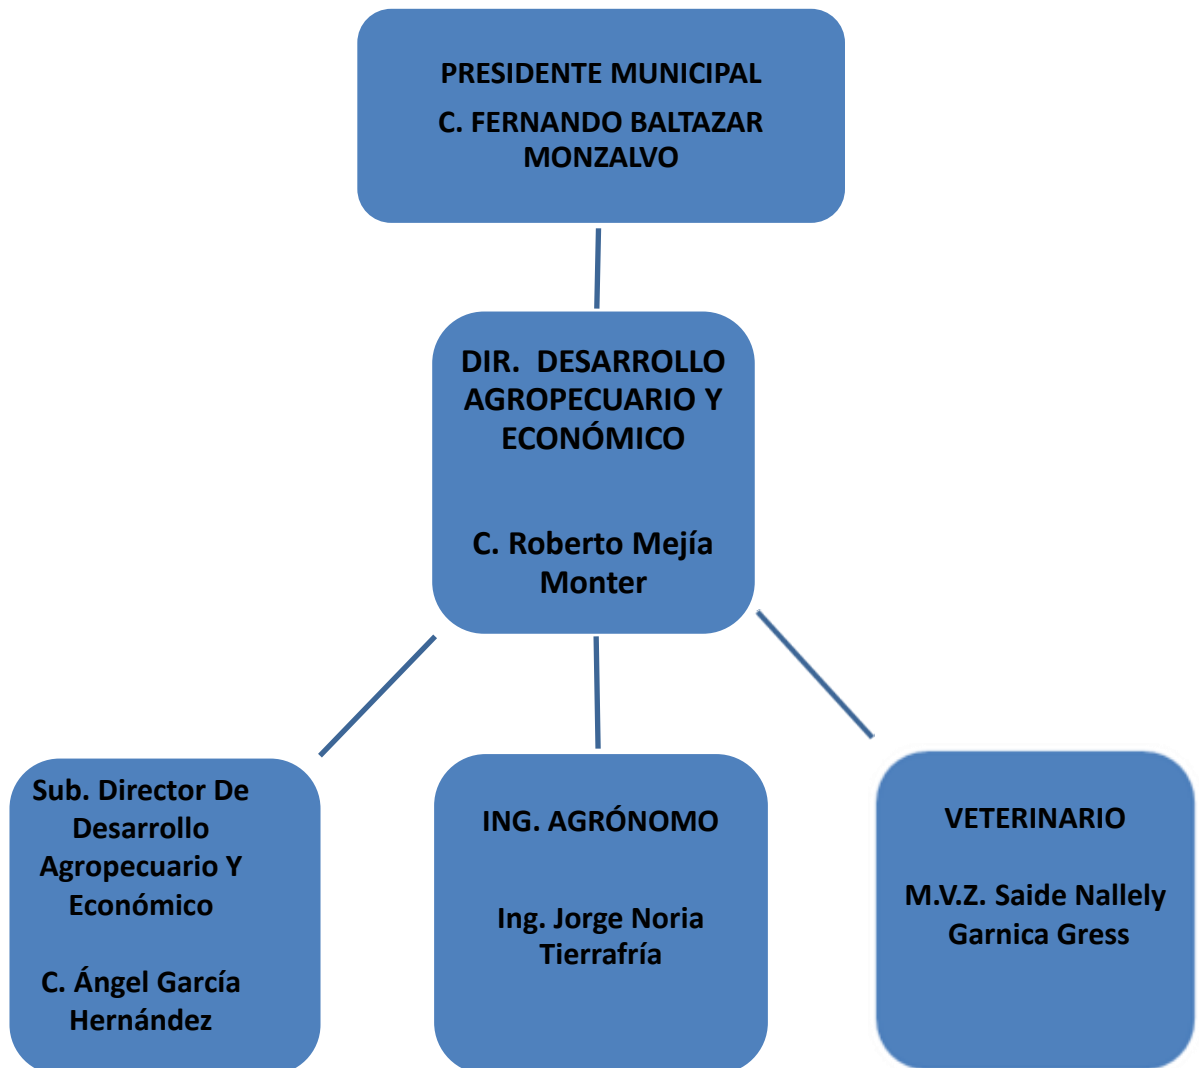 PRESIDENTE MUNICIPAL
C. FERNANDO BALTAZAR
MONZALVO
DIR. DESARROLLO
AGROPECUARIO Y
ECONÓMICO
C. Roberto Mejía
Monter
Sub. Director De
Desarrollo
Agropecuario Y
Económico
C. Ángel García
Hernández
ING. AGRÓNOMO
Ing. Jorge Noria
Tierrafría
VETERINARIO
M.V.Z. Saide Nallely
Garnica Gress